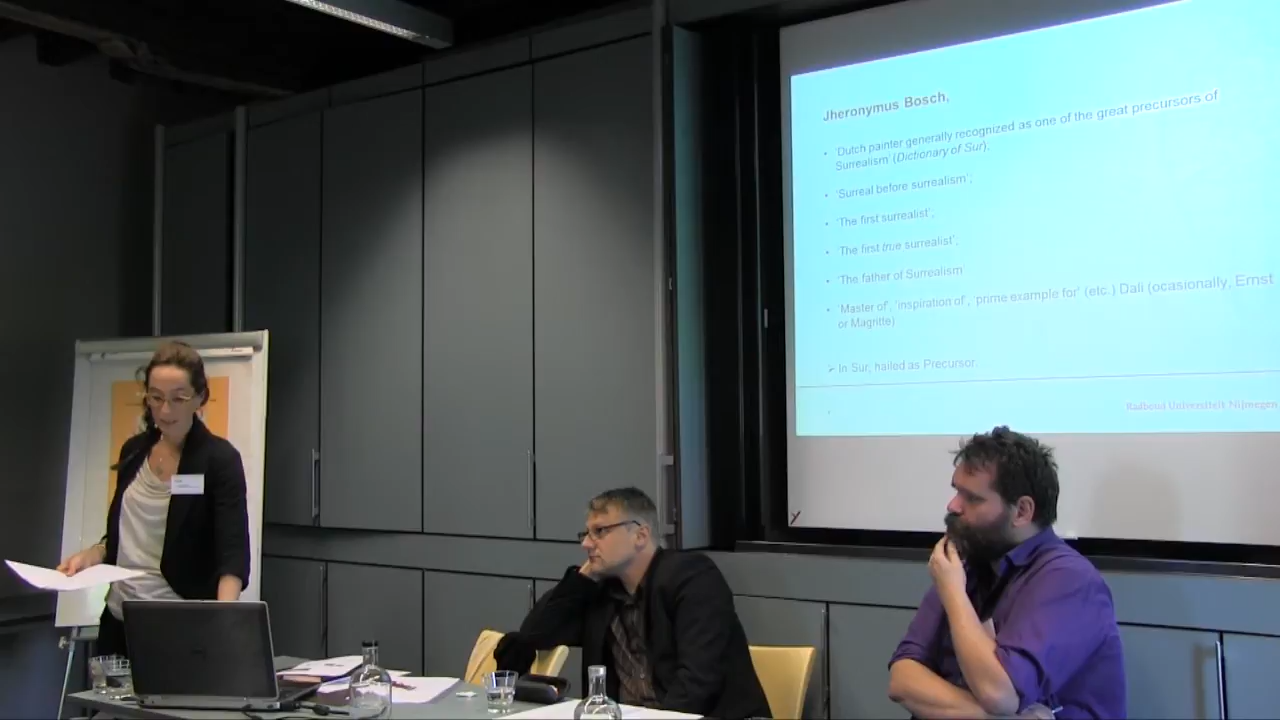 Jheronymus Bosch,
• 'Dutch painter generally recognized as one of the great precursors of
Surrealism' (Dictionary of Sur);
• 'Surreal before surrealism';
• 'The first surrealist';
• 'The first true surrealist';
• 'The father of Surrealism'
• 'Master of', 'inspiration of', 'prime example for' (etc.) Dalí (ocasionally, Ernst
or Magritte)
➢ In Sur, hailed as Precursor.
Radboud Universiteit Nijmegen